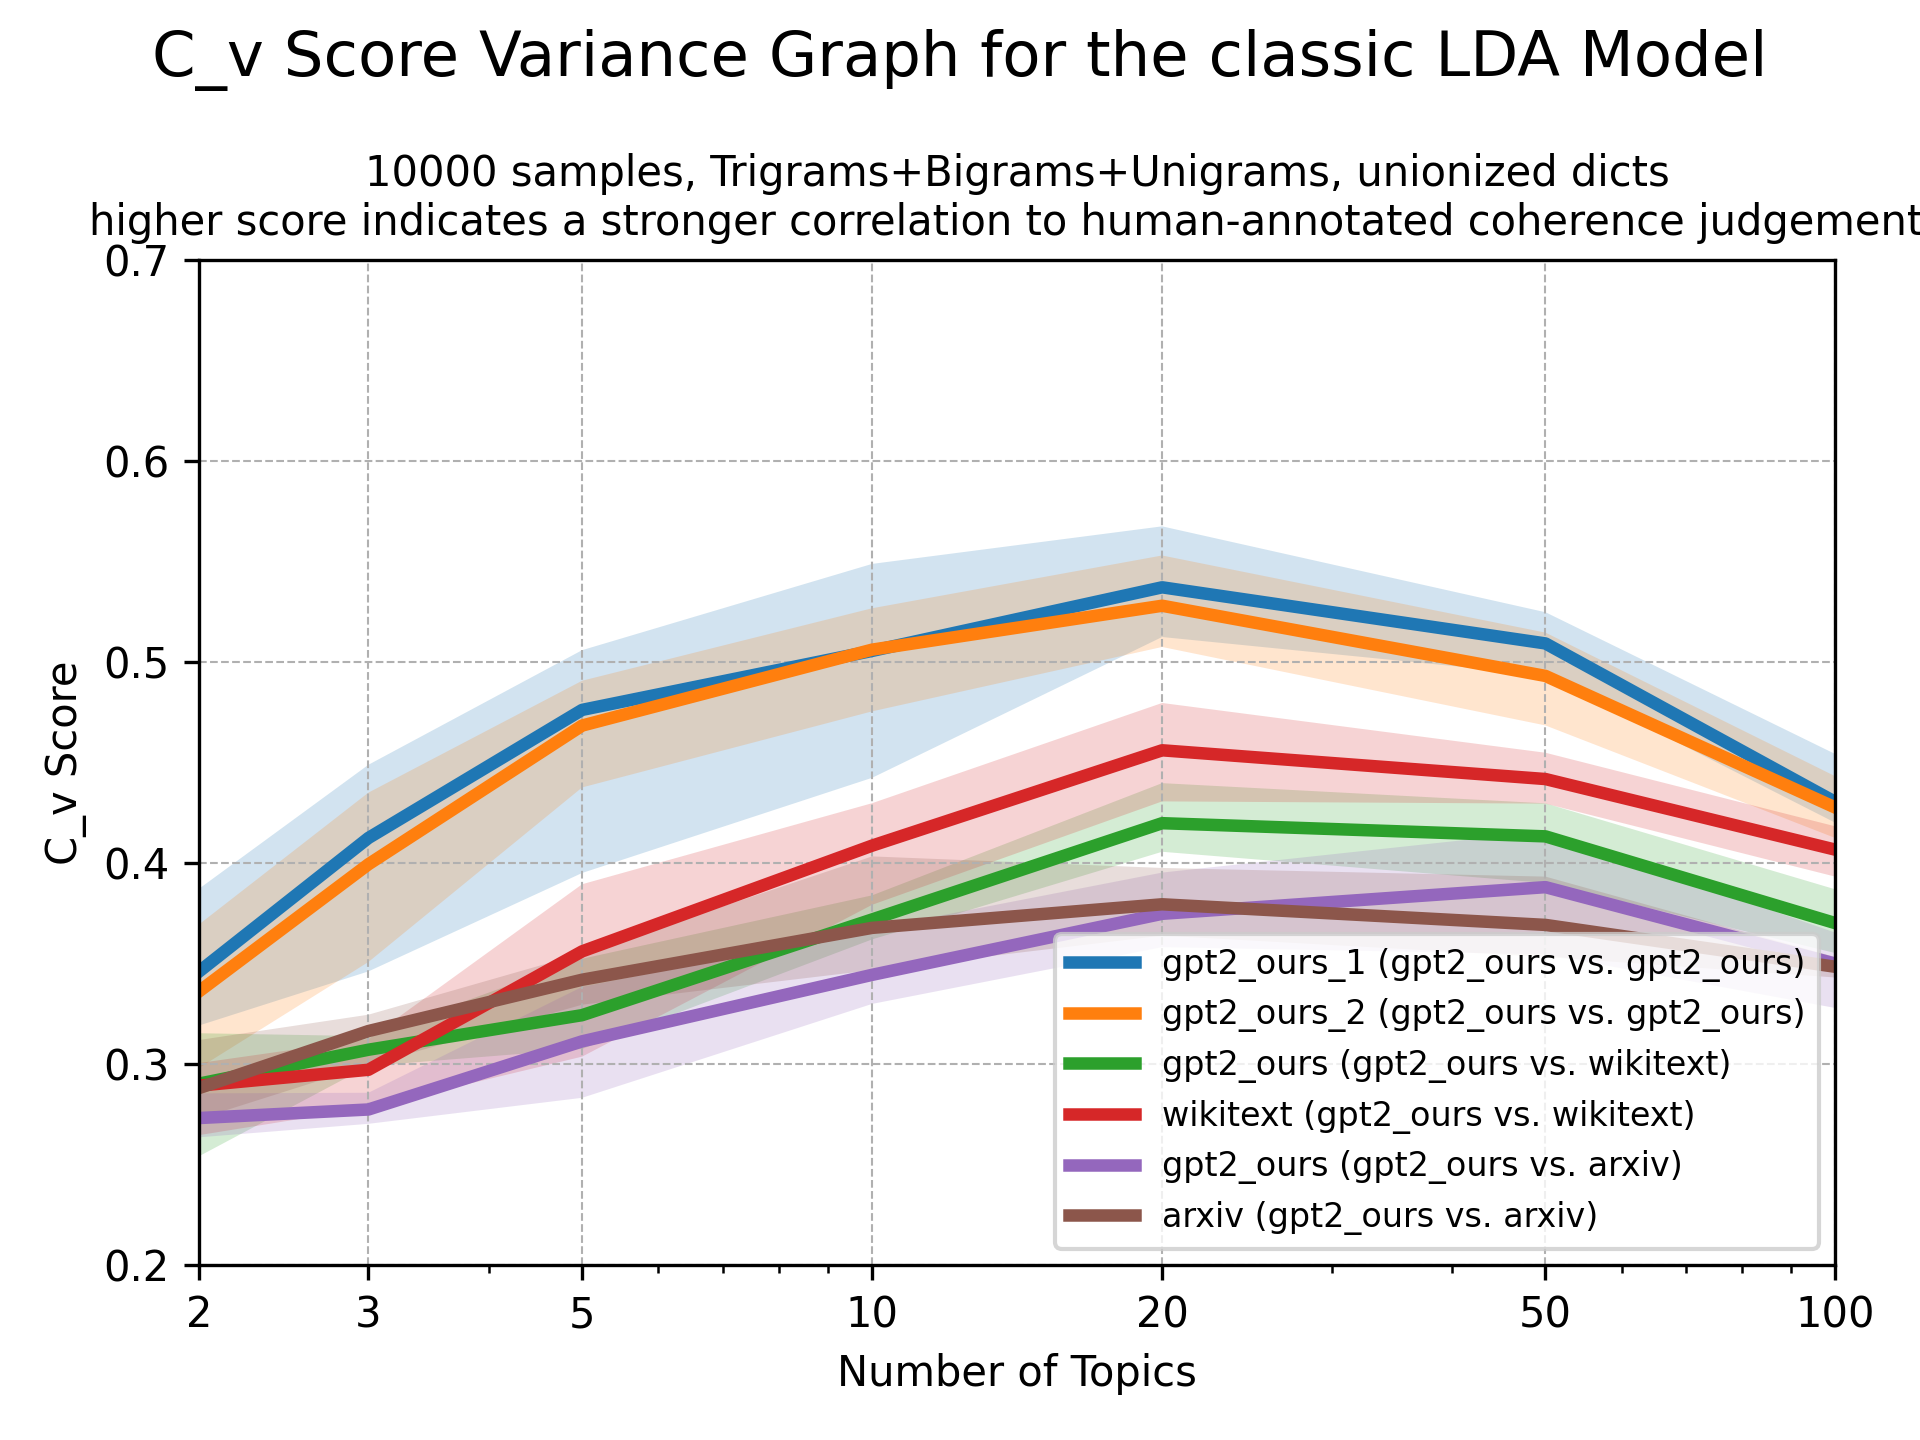 C_v Score Variance Graph for the classic LDA Model
10000 samples, Trigrams+Bigrams+Unigrams, unionized dicts
higher score indicates a stronger correlation to human-annotated coherence judgement
0.7
0.6
0.5
0.4
0.3
0.2
C_v Score
gpt2_ours_1 (gpt2_ours vs. gpt2_ours)
gpt2_ours_2 (gpt2_ours vs. gpt2_ours)
gpt2_ours (gpt2_ours vs. wikitext)
wikitext (gpt2_ours vs. wikitext)
gpt2_ours (gpt2_ours vs. arxiv)
arxiv (gpt2_ours vs. arxiv)
2 3 5 10 20 50 100
Number of Topics